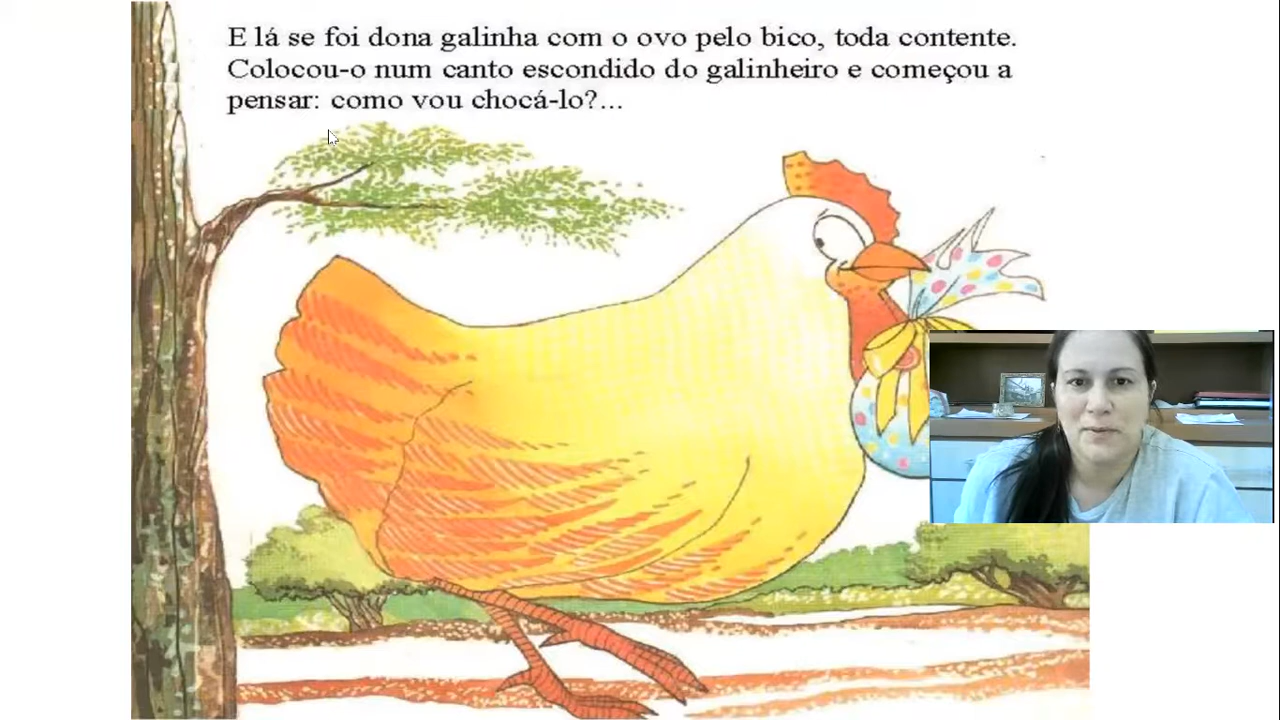 E lá se foi dona galinha com o ovo pelo bico, toda contente.
Colocou-o num canto escondido do galinheiro e começou a
pensar: como vou chocá-lo?...